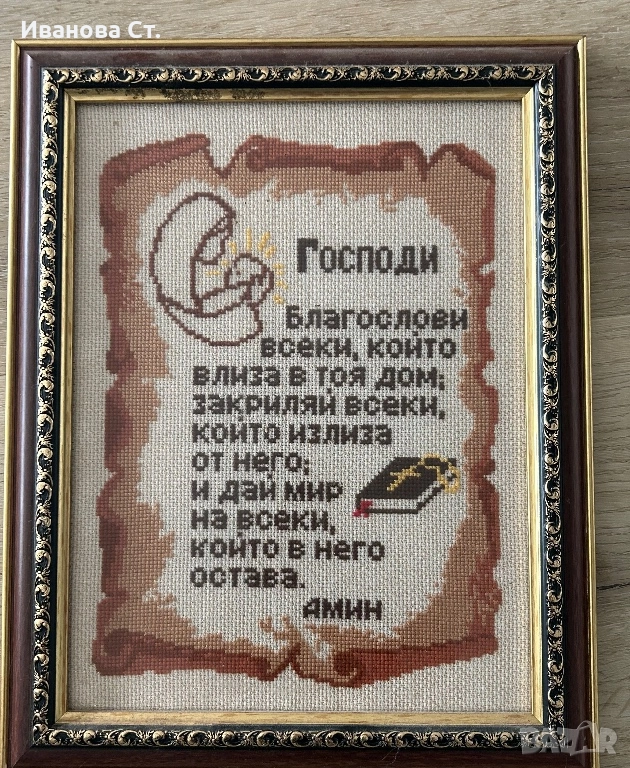 Иванова Ст.
Господи
Благослови
всеки, който
влиза в тоя дом;
закриляй всеки,
който излиза
от него;
и дай мир
на всеки,
който в него
остава.
Амин
BAZAR